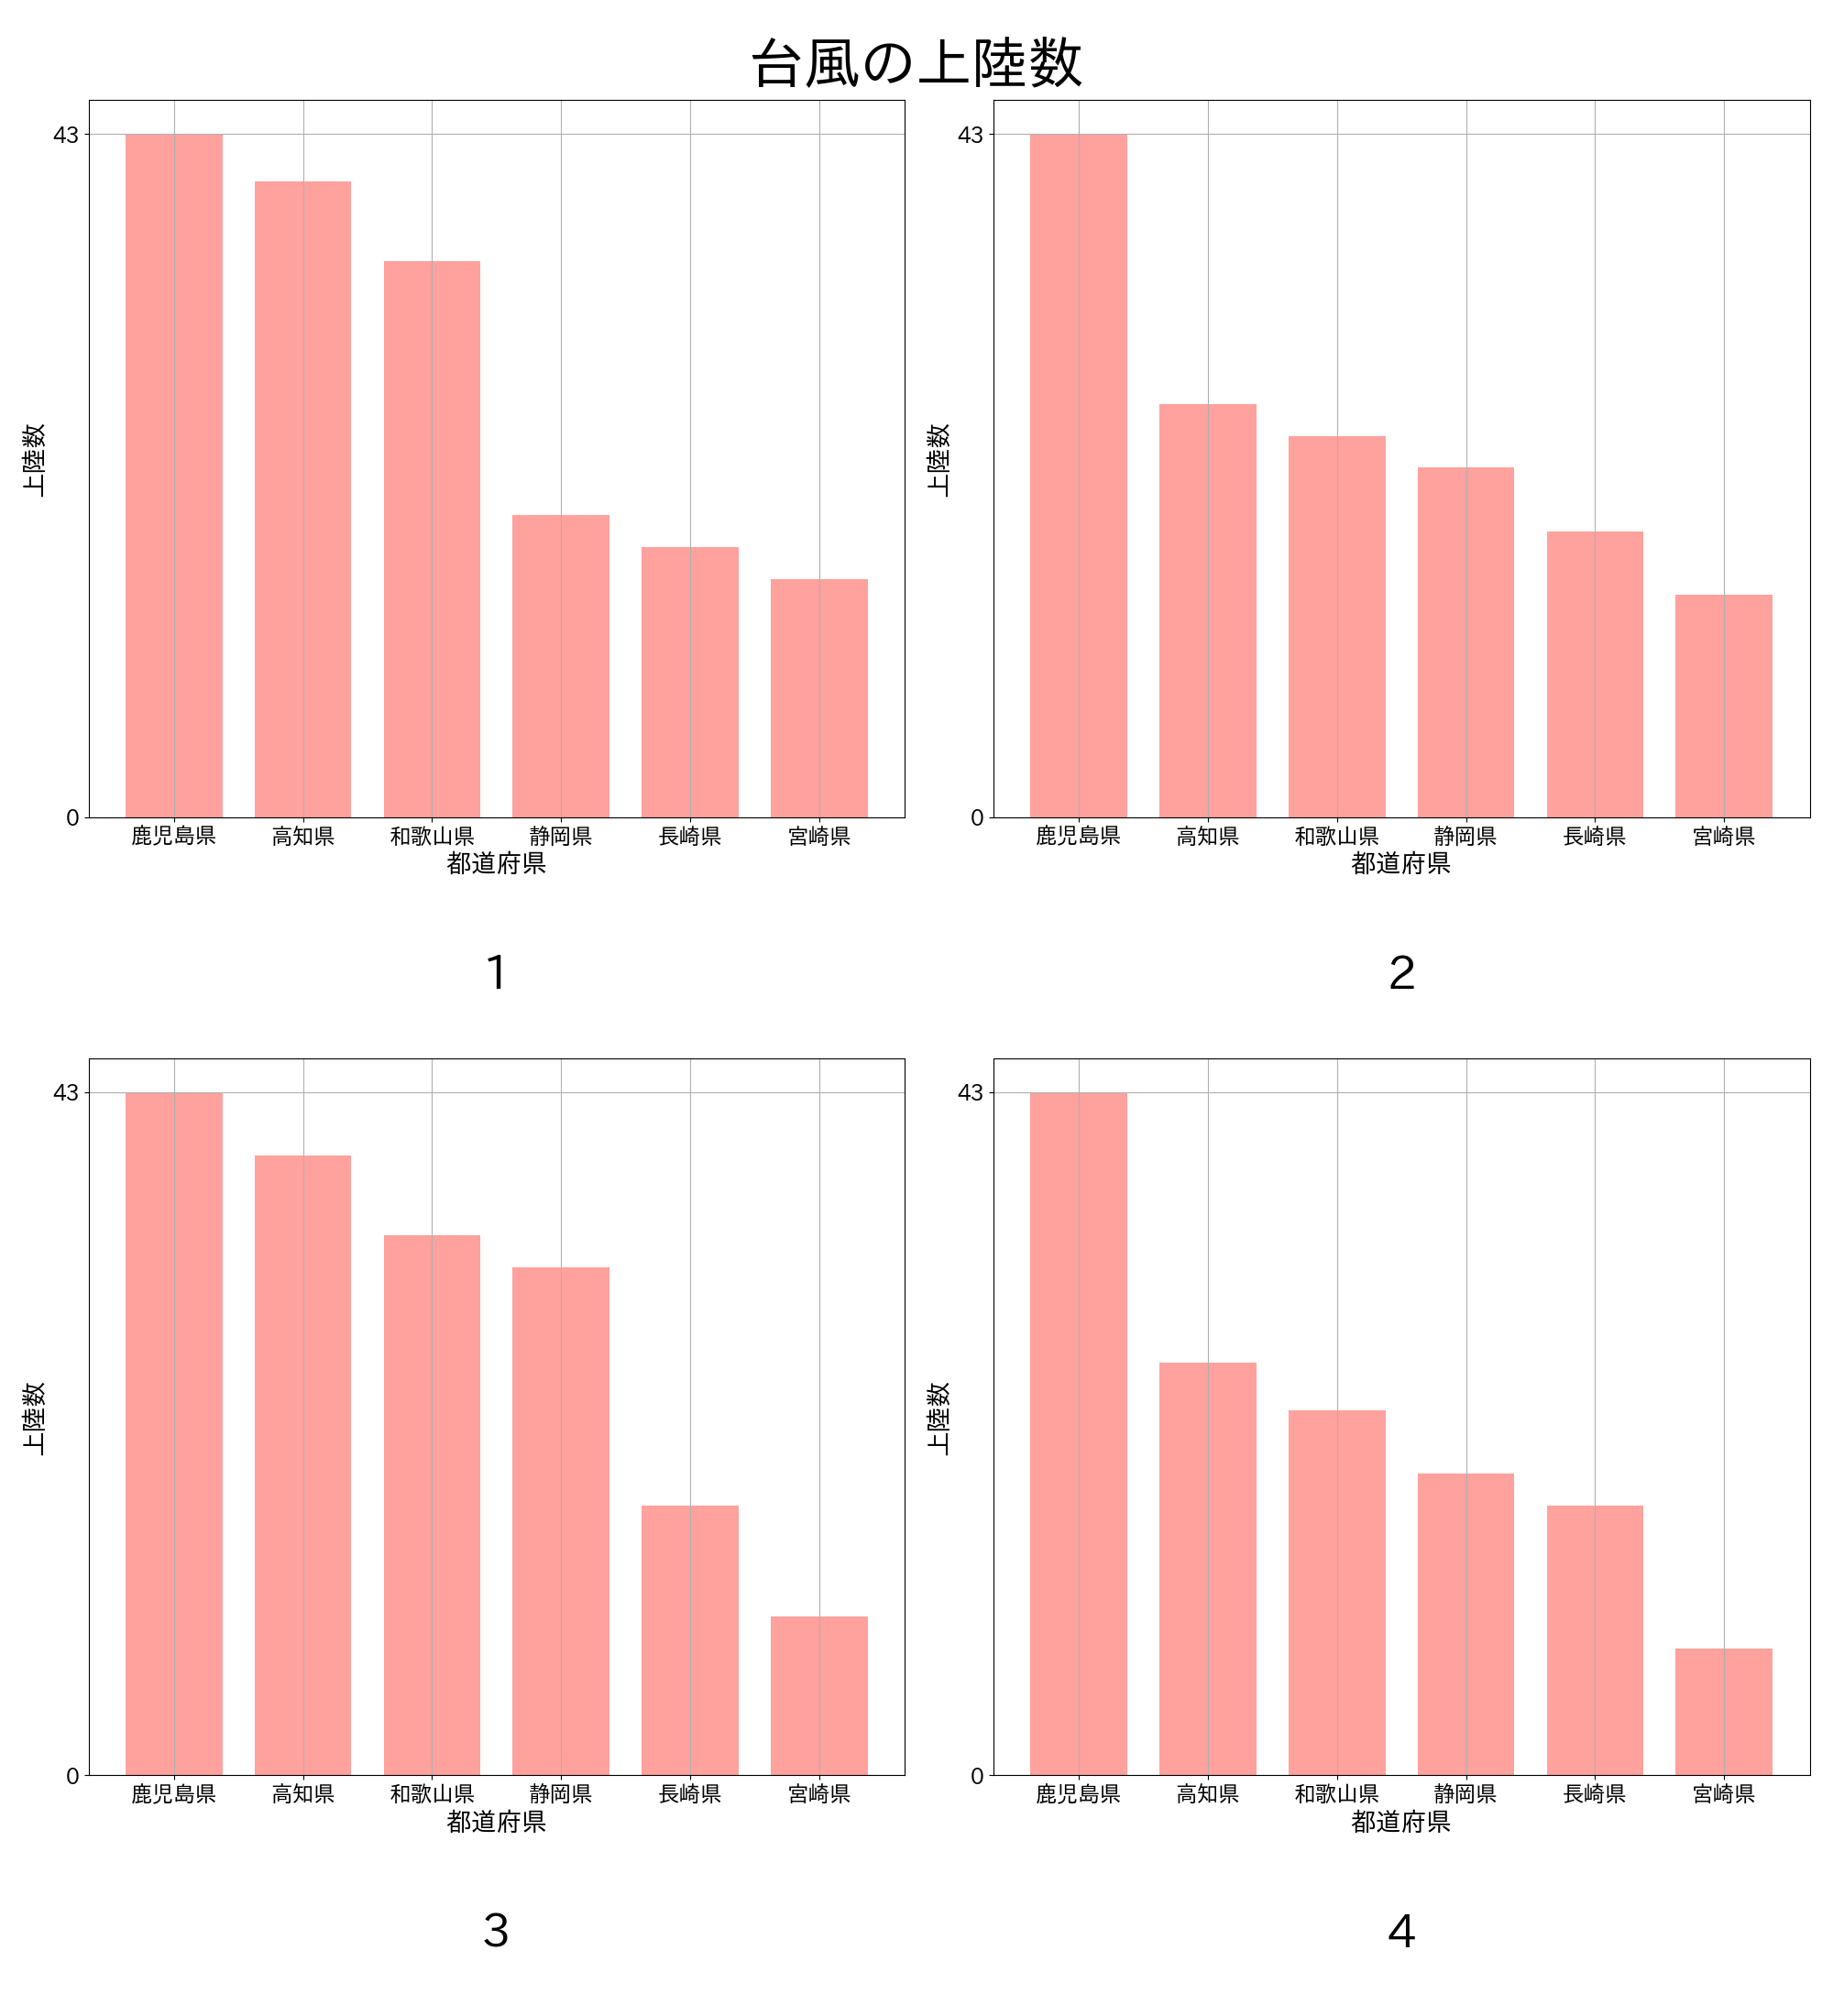 台風の上陸数
43
0
上陸数
鹿児島県 高知県 和歌山県 静岡県 長崎県 宮崎県
都道府県
1
43
0
上陸数
鹿児島県 高知県 和歌山県 静岡県 長崎県 宮崎県
都道府県
2
43
0
上陸数
鹿児島県 高知県 和歌山県 静岡県 長崎県 宮崎県
都道府県
3
43
0
上陸数
鹿児島県 高知県 和歌山県 静岡県 長崎県 宮崎県
都道府県
4